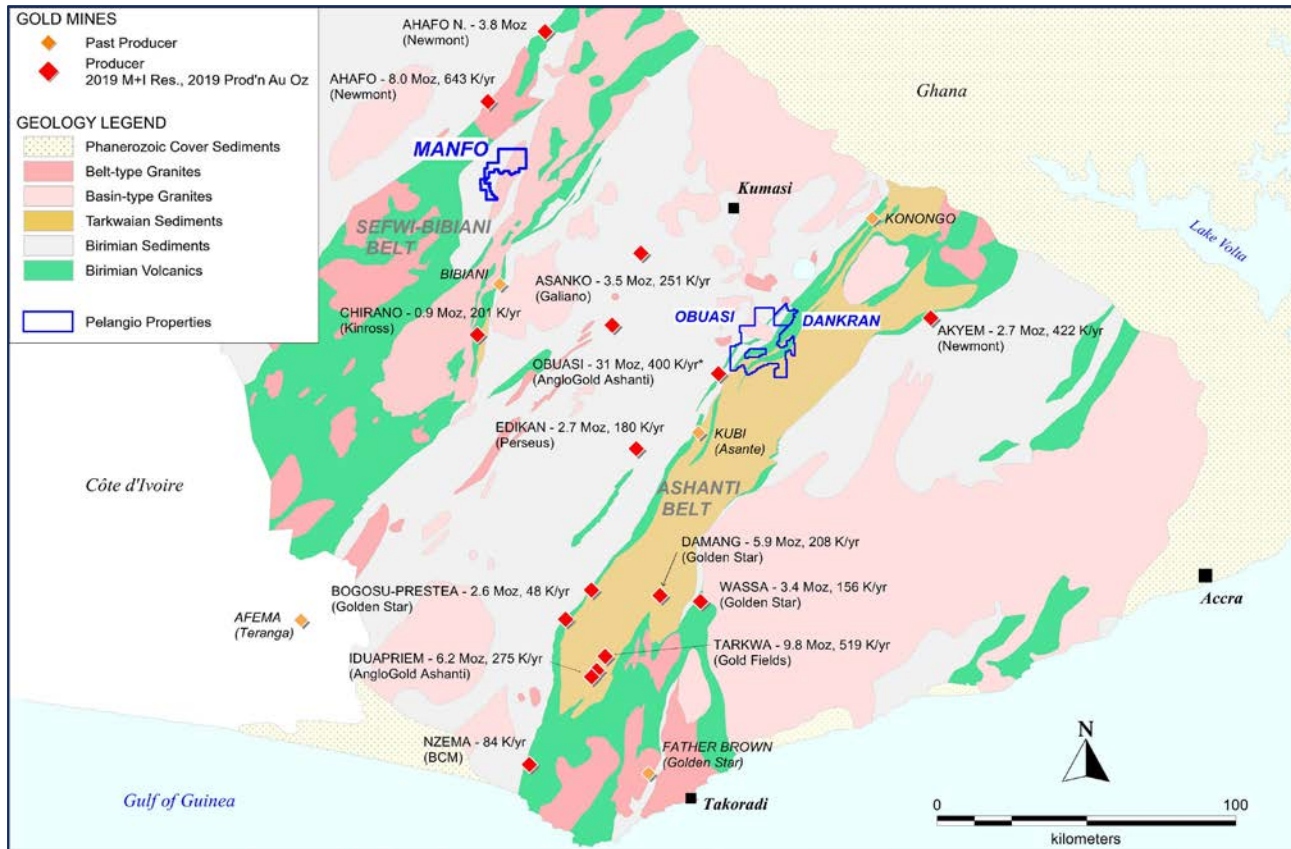 GOLD MINES
Past Producer
Producer
2019 M+I Res., 2019 Prod'n Au Oz
GEOLOGY LEGEND
Phanerozoic Cover Sediments
Belt-type Granites
Basin-type Granites
Tarkwaian Sediments
Birimian Sediments
Birimian Volcanics
Pelangio Properties
AHAFO N. - 3.8 Moz
(Newmont)
AHAFO - 8.0 Moz, 643 K/yr
(Newmont)
Ghana
MANFO
Kumasi
KONONGO
SEFWI-BIBIANI
BELT
Lake Volta
BIBIANI
ASANKO - 3.5 Moz, 251 K/yr
(Galiano)
CHIRANO - 0.9 Moz, 201 K/yr
(Kinross)
OBUASI
DANKRAN
AKYEM - 2.7 Moz, 422 K/yr
(Newmont)
OBUASI - 31 Moz, 400 K/yr*
(AngloGold Ashanti)
EDIKAN - 2.7 Moz, 180 K/yr
(Perseus)
KUBI
(Asante)
Côte d'Ivoire
ASHANTI
BELT
DAMANG - 5.9 Moz, 208 K/yr
(Golden Star)
BOGOSU-PRESTEA - 2.6 Moz, 48 K/yr
(Golden Star)
WASSA - 3.4 Moz, 156 K/yr
(Golden Star)
Accra
AFEMA
(Teranga)
TARKWA - 9.8 Moz, 519 K/yr
(Gold Fields)
IDUAPRIEM - 6.2 Moz, 275 K/yr
(AngloGold Ashanti)
NZEMA - 84 K/yr
(BCM)
FATHER BROWN
(Golden Star)
N
Gulf of Guinea
Takoradi
0 100
kilometers